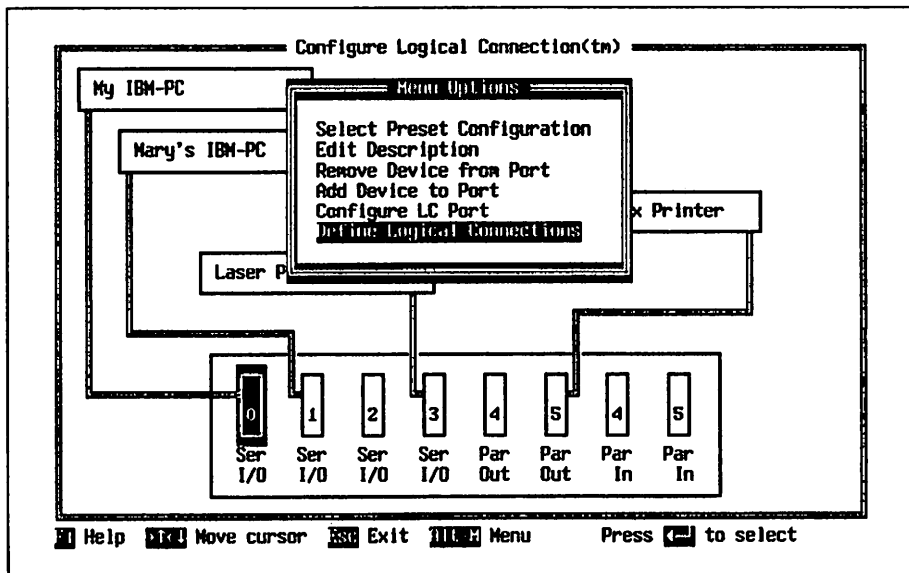 Configure Logical Connection(tm)
My IBM-PC
Menu Options
Select Preset Configuration
Edit Description
Remove Device from Port
Add Device to Port
Configure LC Port
Define Logical Connections
Mary's IBM-PC
x Printer
Laser P
0 1 2 3 4 5 4 5
Ser Ser Ser Ser Par Par Par Par
I/O I/O I/O I/O Out Out In In
F1 Help Move cursor ESC Exit ALT M Menu Press to select